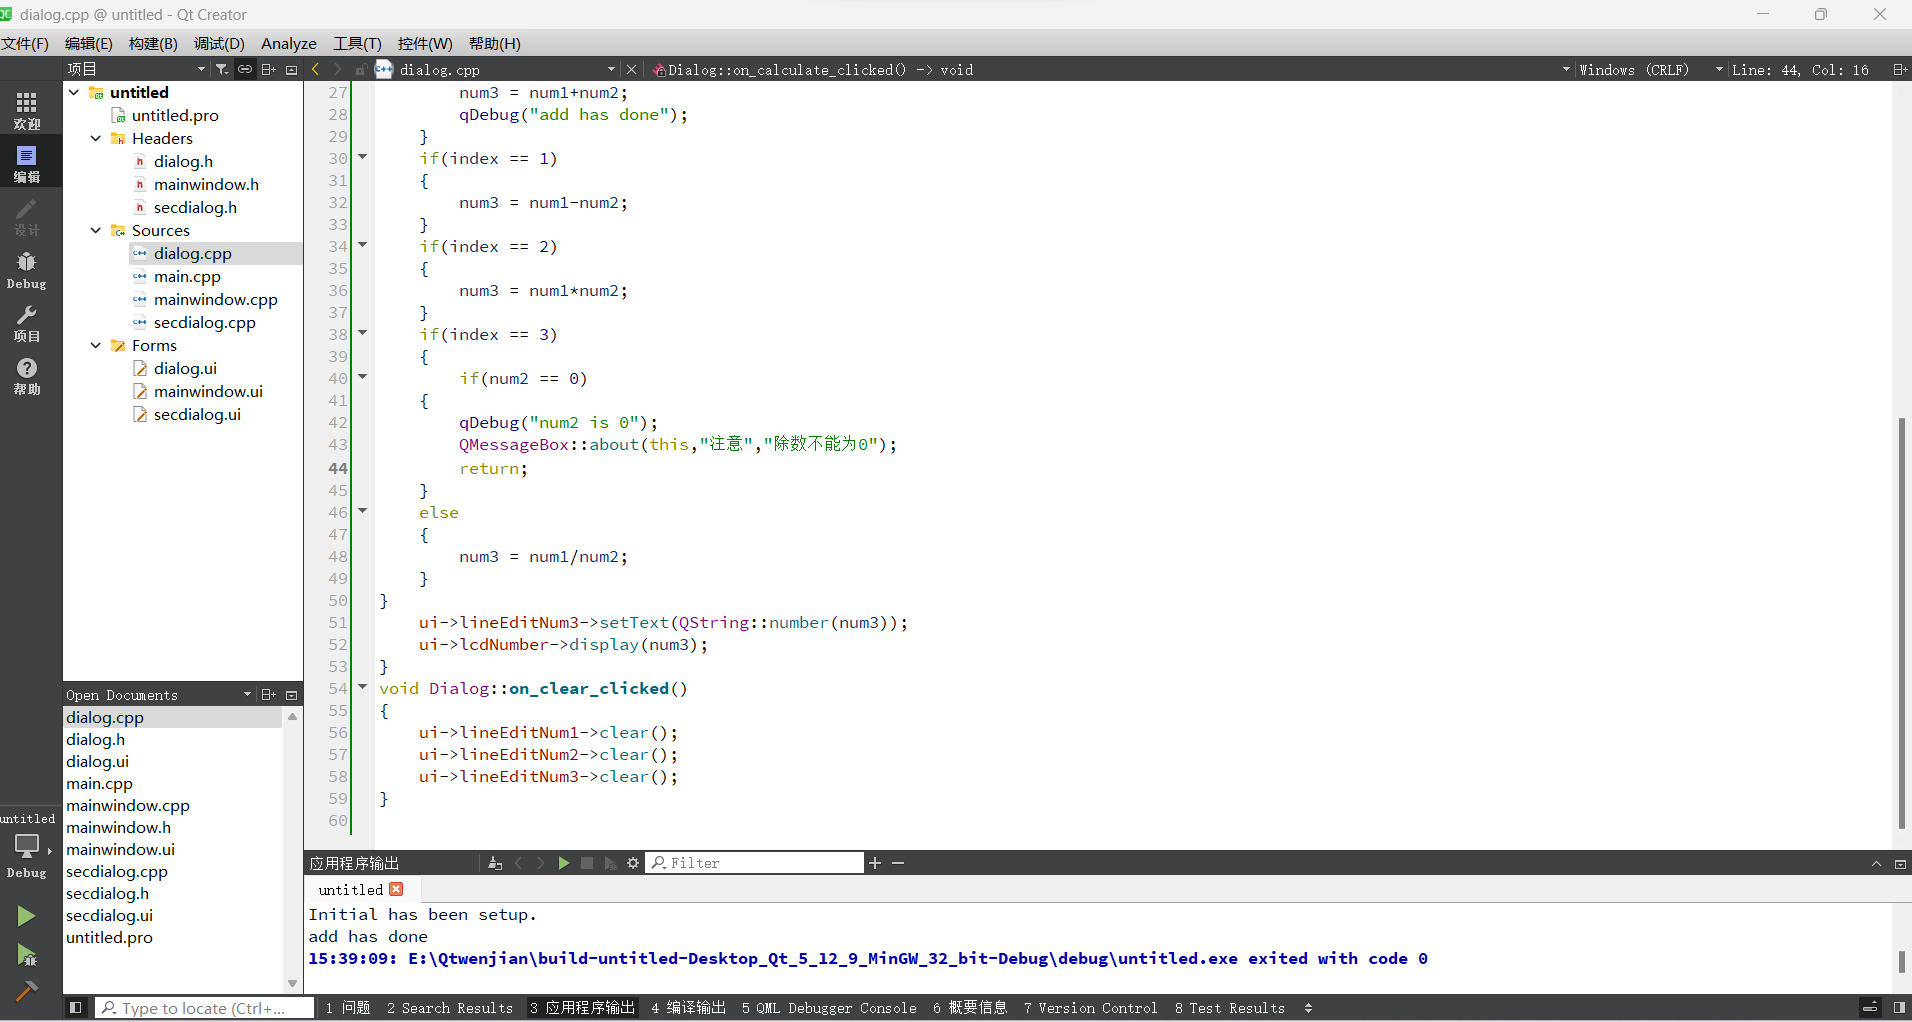 dialog.cpp @ untitled - Qt Creator
文件(F) 编辑(E) 构建(B) 调试(D) Analyze 工具(T) 控件(W) 帮助(H)
项目
dialog.cpp
Dialog::on_calculate_clicked() -> void
Windows (CRLF)
Line: 44, Col: 16
欢迎
编辑
设计
Debug
项目
帮助
untitled
Debug
untitled
untitled.pro
Headers
dialog.h
mainwindow.h
secdialog.h
Sources
dialog.cpp
main.cpp
mainwindow.cpp
secdialog.cpp
Forms
dialog.ui
mainwindow.ui
secdialog.ui
Open Documents
dialog.cpp
dialog.h
dialog.ui
main.cpp
mainwindow.cpp
mainwindow.h
mainwindow.ui
secdialog.cpp
secdialog.h
secdialog.ui
untitled.pro
27 num3 = num1+num2;
28 qDebug("add has done");
29 }
30 if(index == 1)
31 {
32 num3 = num1-num2;
33 }
34 if(index == 2)
35 {
36 num3 = num1*num2;
37 }
38 if(index == 3)
39 {
40 if(num2 == 0)
41 {
42 qDebug("num2 is 0");
43 QMessageBox::about(this,"注意","除数不能为0");
44 return;
45 }
46 else
47 {
48 num3 = num1/num2;
49 }
50 }
51 ui->lineEditNum3->setText(QString::number(num3));
52 ui->lcdNumber->display(num3);
53 }
54 void Dialog::on_clear_clicked()
55 {
56 ui->lineEditNum1->clear();
57 ui->lineEditNum2->clear();
58 ui->lineEditNum3->clear();
59 }
60
应用程序输出
Filter
untitled
Initial has been setup.
add has done
15:39:09: E:\Qtwenjian\build-untitled-Desktop_Qt_5_12_9_MinGW_32_bit-Debug\debug\untitled.exe exited with code 0
Type to locate (Ctrl+...
1 问题 2 Search Results 3 应用程序输出 4 编译输出 5 QML Debugger Console 6 概要信息 7 Version Control 8 Test Results